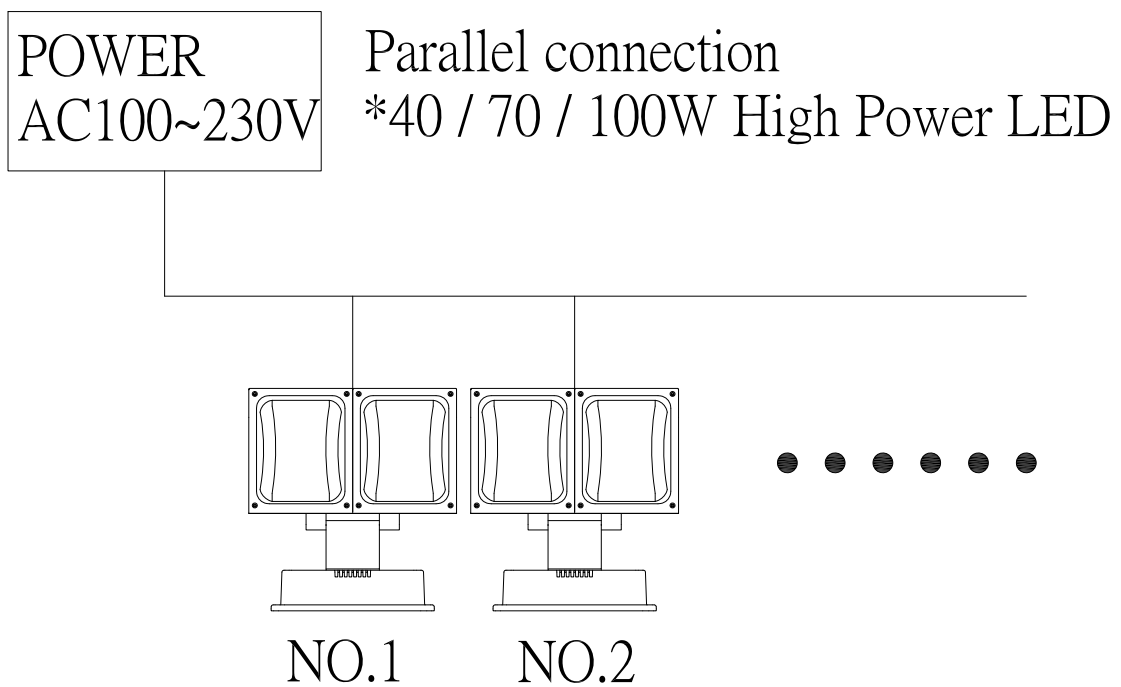 POWER
AC100~230V
Parallel connection
*40 / 70 / 100W High Power LED
NO.1
NO.2